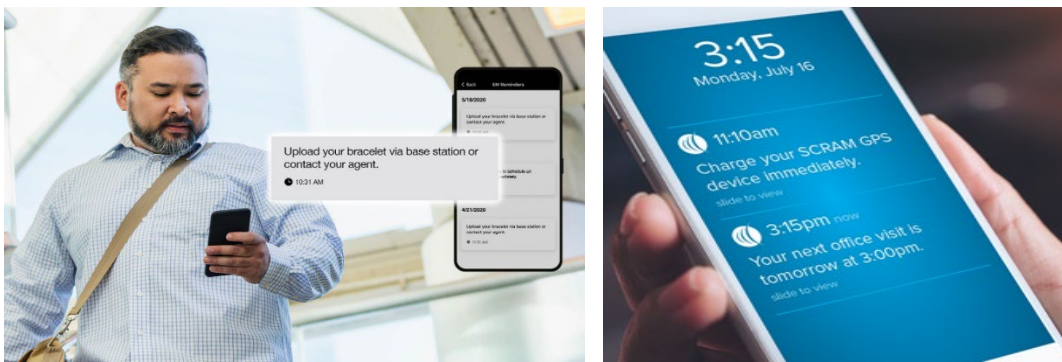 Back EM Reminders
5/18/2020
Upload your bracelet via base station or
contact your agent.
Upload your bracelet via base station or
contact your agent.
10:31 AM
4/21/2020
Upload your bracelet via base station or
contact your agent.
3:15
Monday, July 16
11:10am
Charge your SCRAM GPS
device immediately.
slide to view
3:15pm now
Your next office visit is
tomorrow at 3:00pm.
slide to view